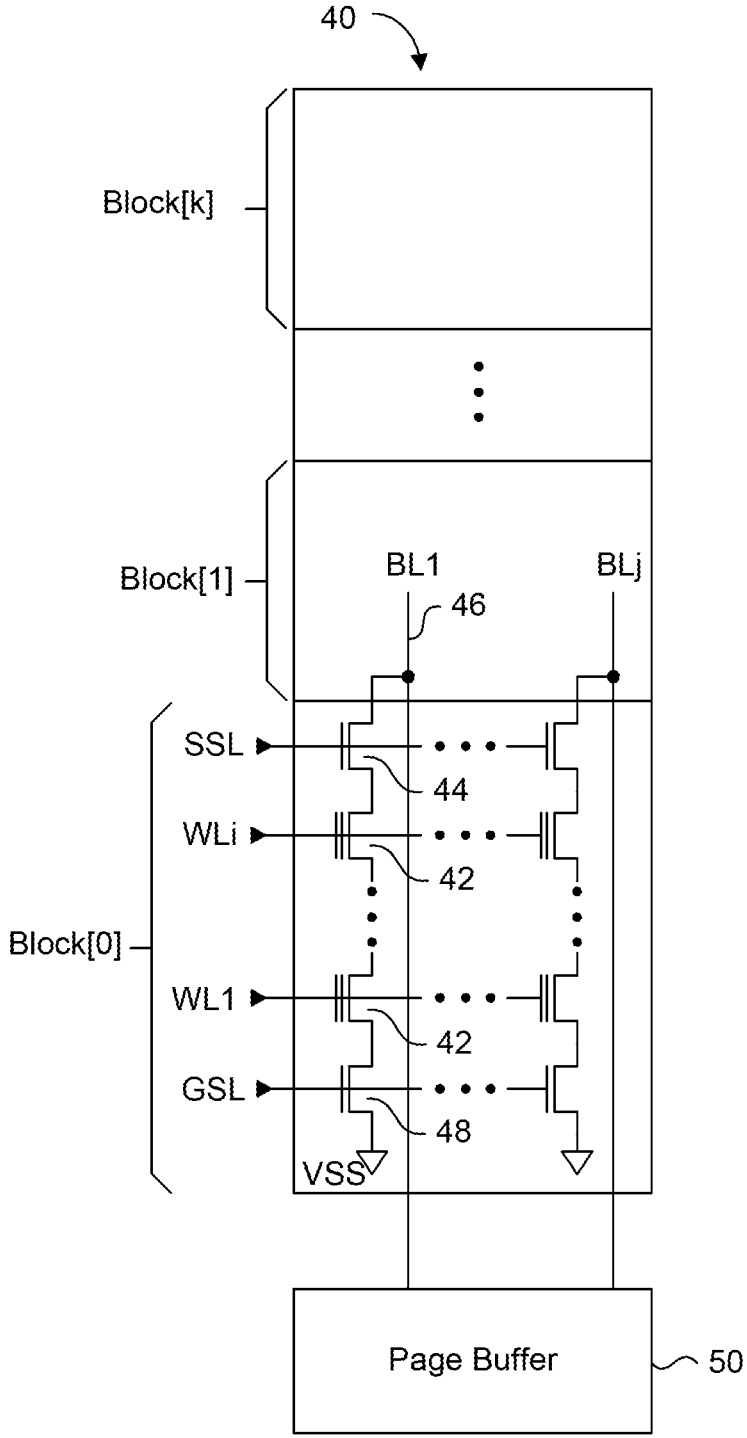 40
Block[k]
Block[1]
BL1
BLj
46
SSL
44
WLi
42
Block[0]
WL1
42
GSL
48
VSS
Page Buffer
50